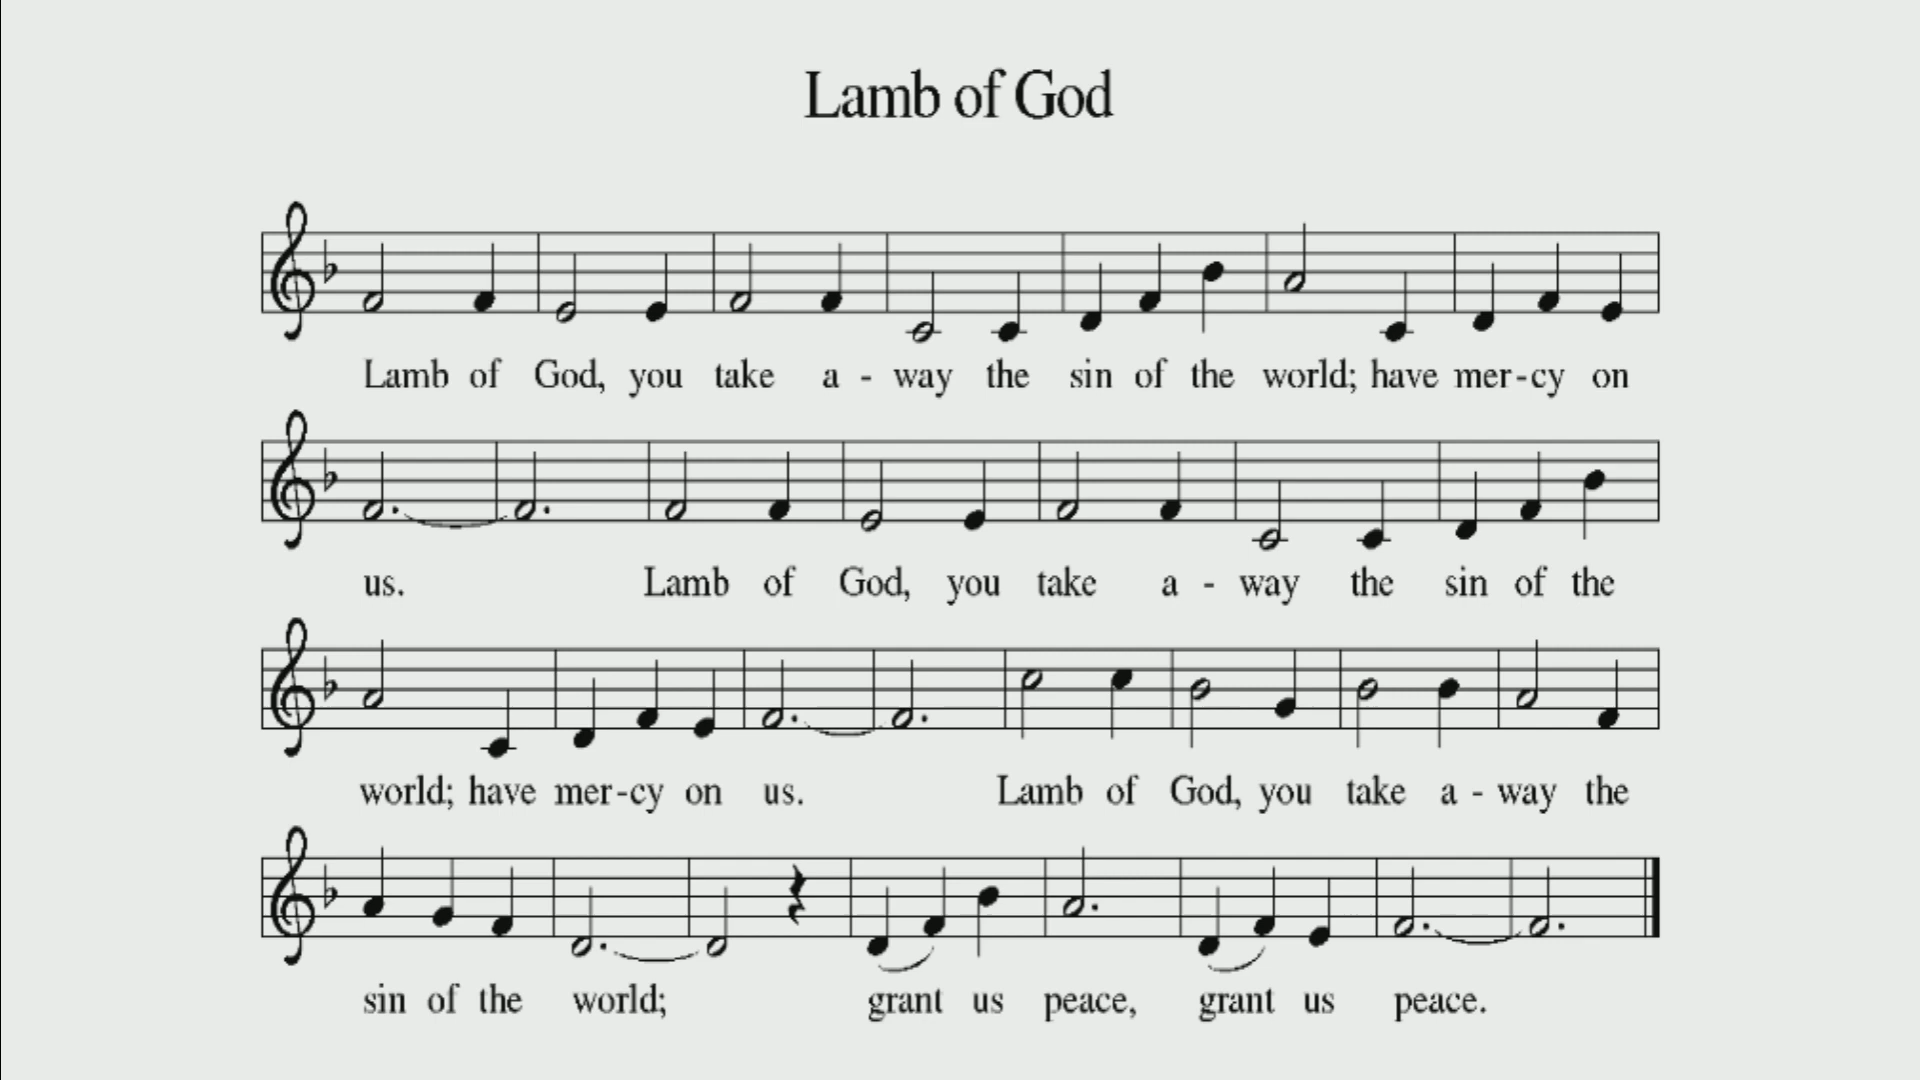 Lamb of God
Lamb of God, you take a - way the sin of the world; have mer-cy on
us. Lamb of God, you take a - way the sin of the
world; have mer-cy on us. Lamb of God, you take a - way the
sin of the world; grant us peace, grant us peace.